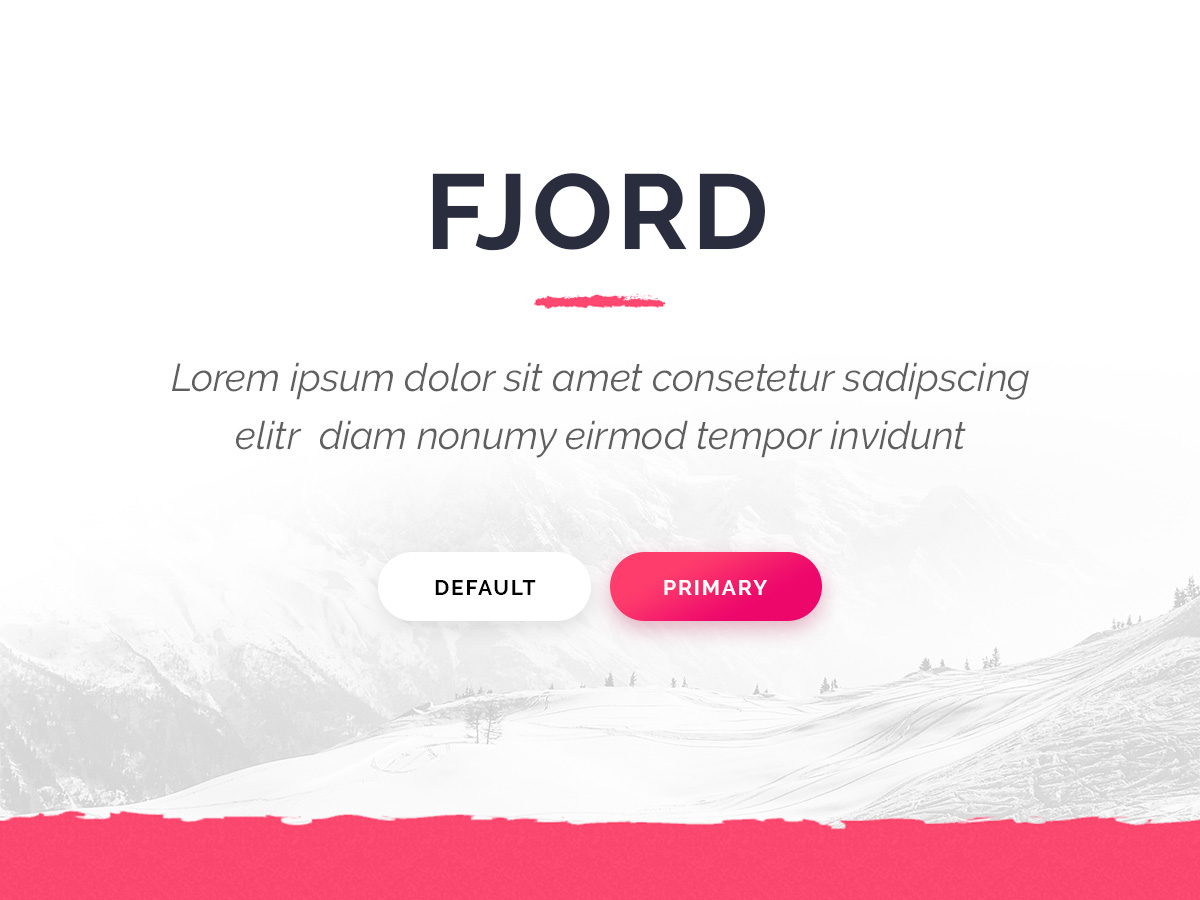 FJORD
Lorem ipsum dolor sit amet consetetur sadipscing
elitr  diam nonumy eirmod tempor invidunt
DEFAULT
PRIMARY